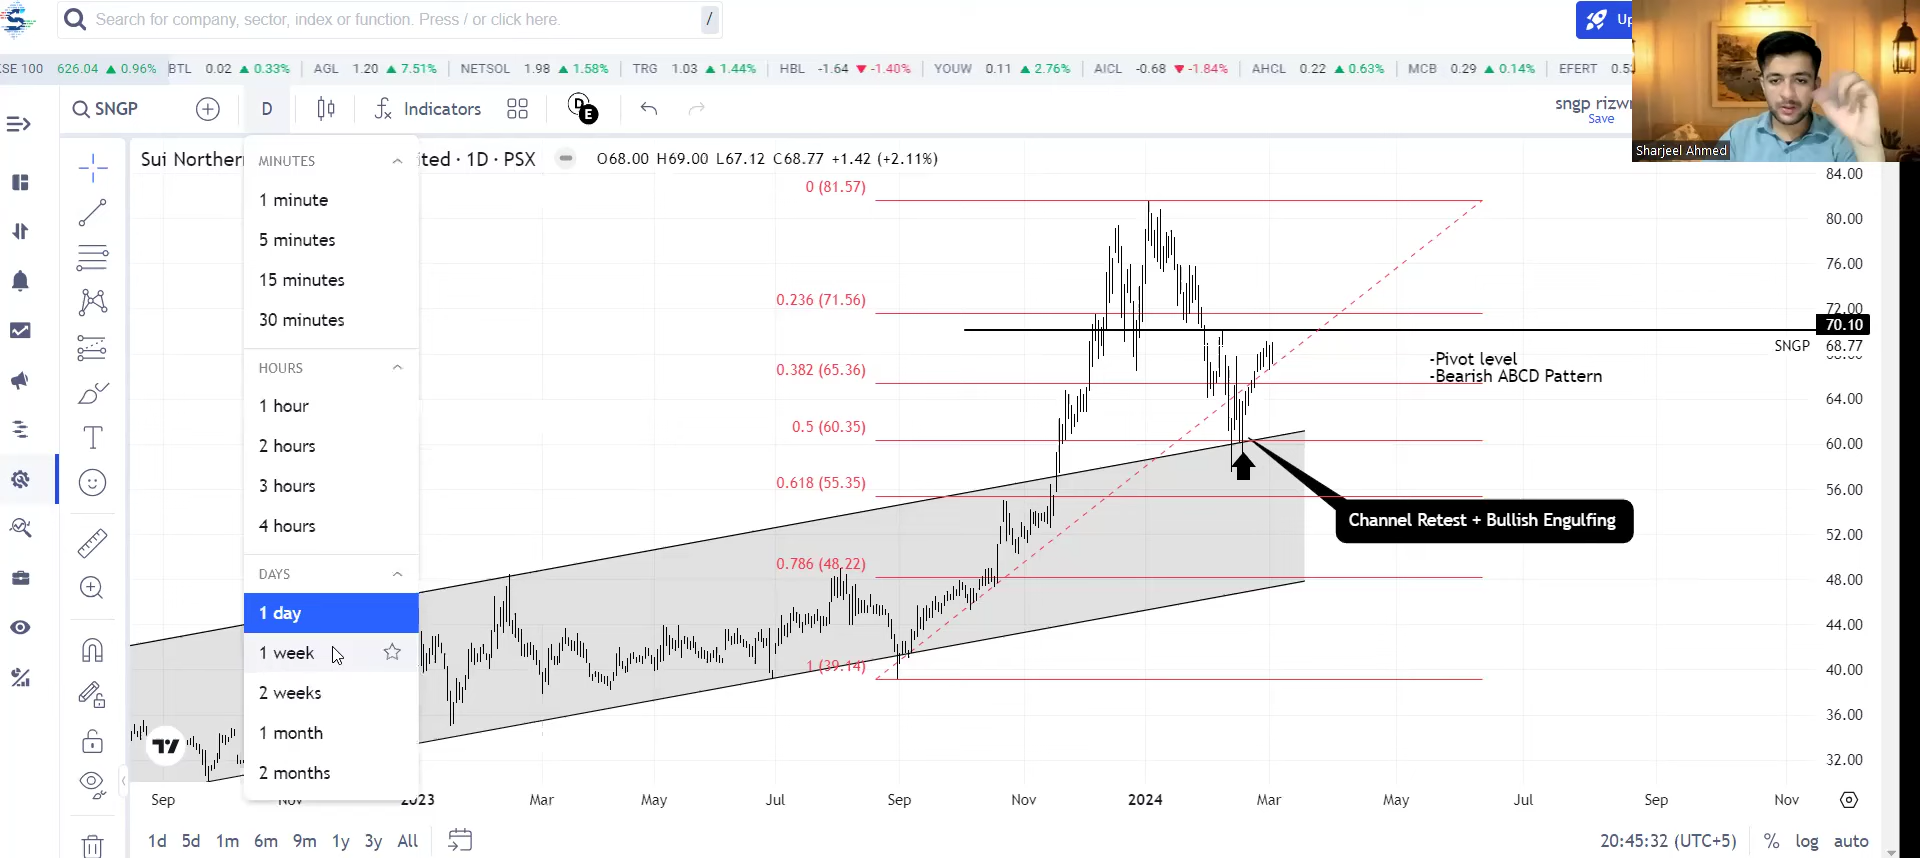 Search for company, sector, index or function. Press / or click here.
/
SE 100 626.04 ▲ 0.96% BTL 0.02 ▲ 0.33% AGL 1.20 ▲ 7.51% NETSOL 1.98 ▲ 1.58% TRG 1.03 ▲ 1.44% HBL -1.64 ▼ -1.40% YOUW 0.11 ▲ 2.76% AICL -0.68 ▼ -1.84% AHCL 0.22 ▲ 0.63% MCB 0.29 ▲ 0.14% EFERT
SNGP
D
Indicators
D
E
sngp rizw
Save
Sharjeel Ahmed
Sui Northern
ited · 1D · PSX
O68.00 H69.00 L67.12 C68.77 +1.42 (+2.11%)
MINUTES
1 minute
5 minutes
15 minutes
30 minutes
HOURS
1 hour
2 hours
3 hours
4 hours
DAYS
1 day
1 week
2 weeks
1 month
2 months
0 (81.57)
0.236 (71.56)
0.382 (65.36)
0.5 (60.35)
0.618 (55.35)
0.786 (48.22)
1 (39.14)
-Pivot level
-Bearish ABCD Pattern
Channel Retest + Bullish Engulfing
84.00
80.00
76.00
72.00
70.10
SNGP 68.77
64.00
60.00
56.00
52.00
48.00
44.00
40.00
36.00
32.00
Sep Nov 2023 Mar May Jul Sep Nov 2024 Mar May Jul Sep Nov
1d 5d 1m 6m 9m 1y 3y All
20:45:32 (UTC+5) % log auto